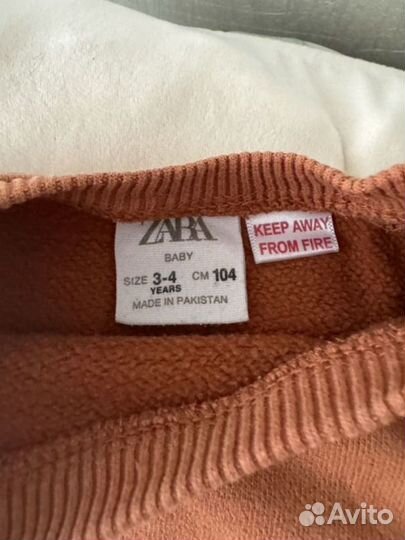 ZARA
BABY
SIZE 3-4 CM 104
YEARS
MADE IN PAKISTAN
KEEP AWAY
FROM FIRE
Avito